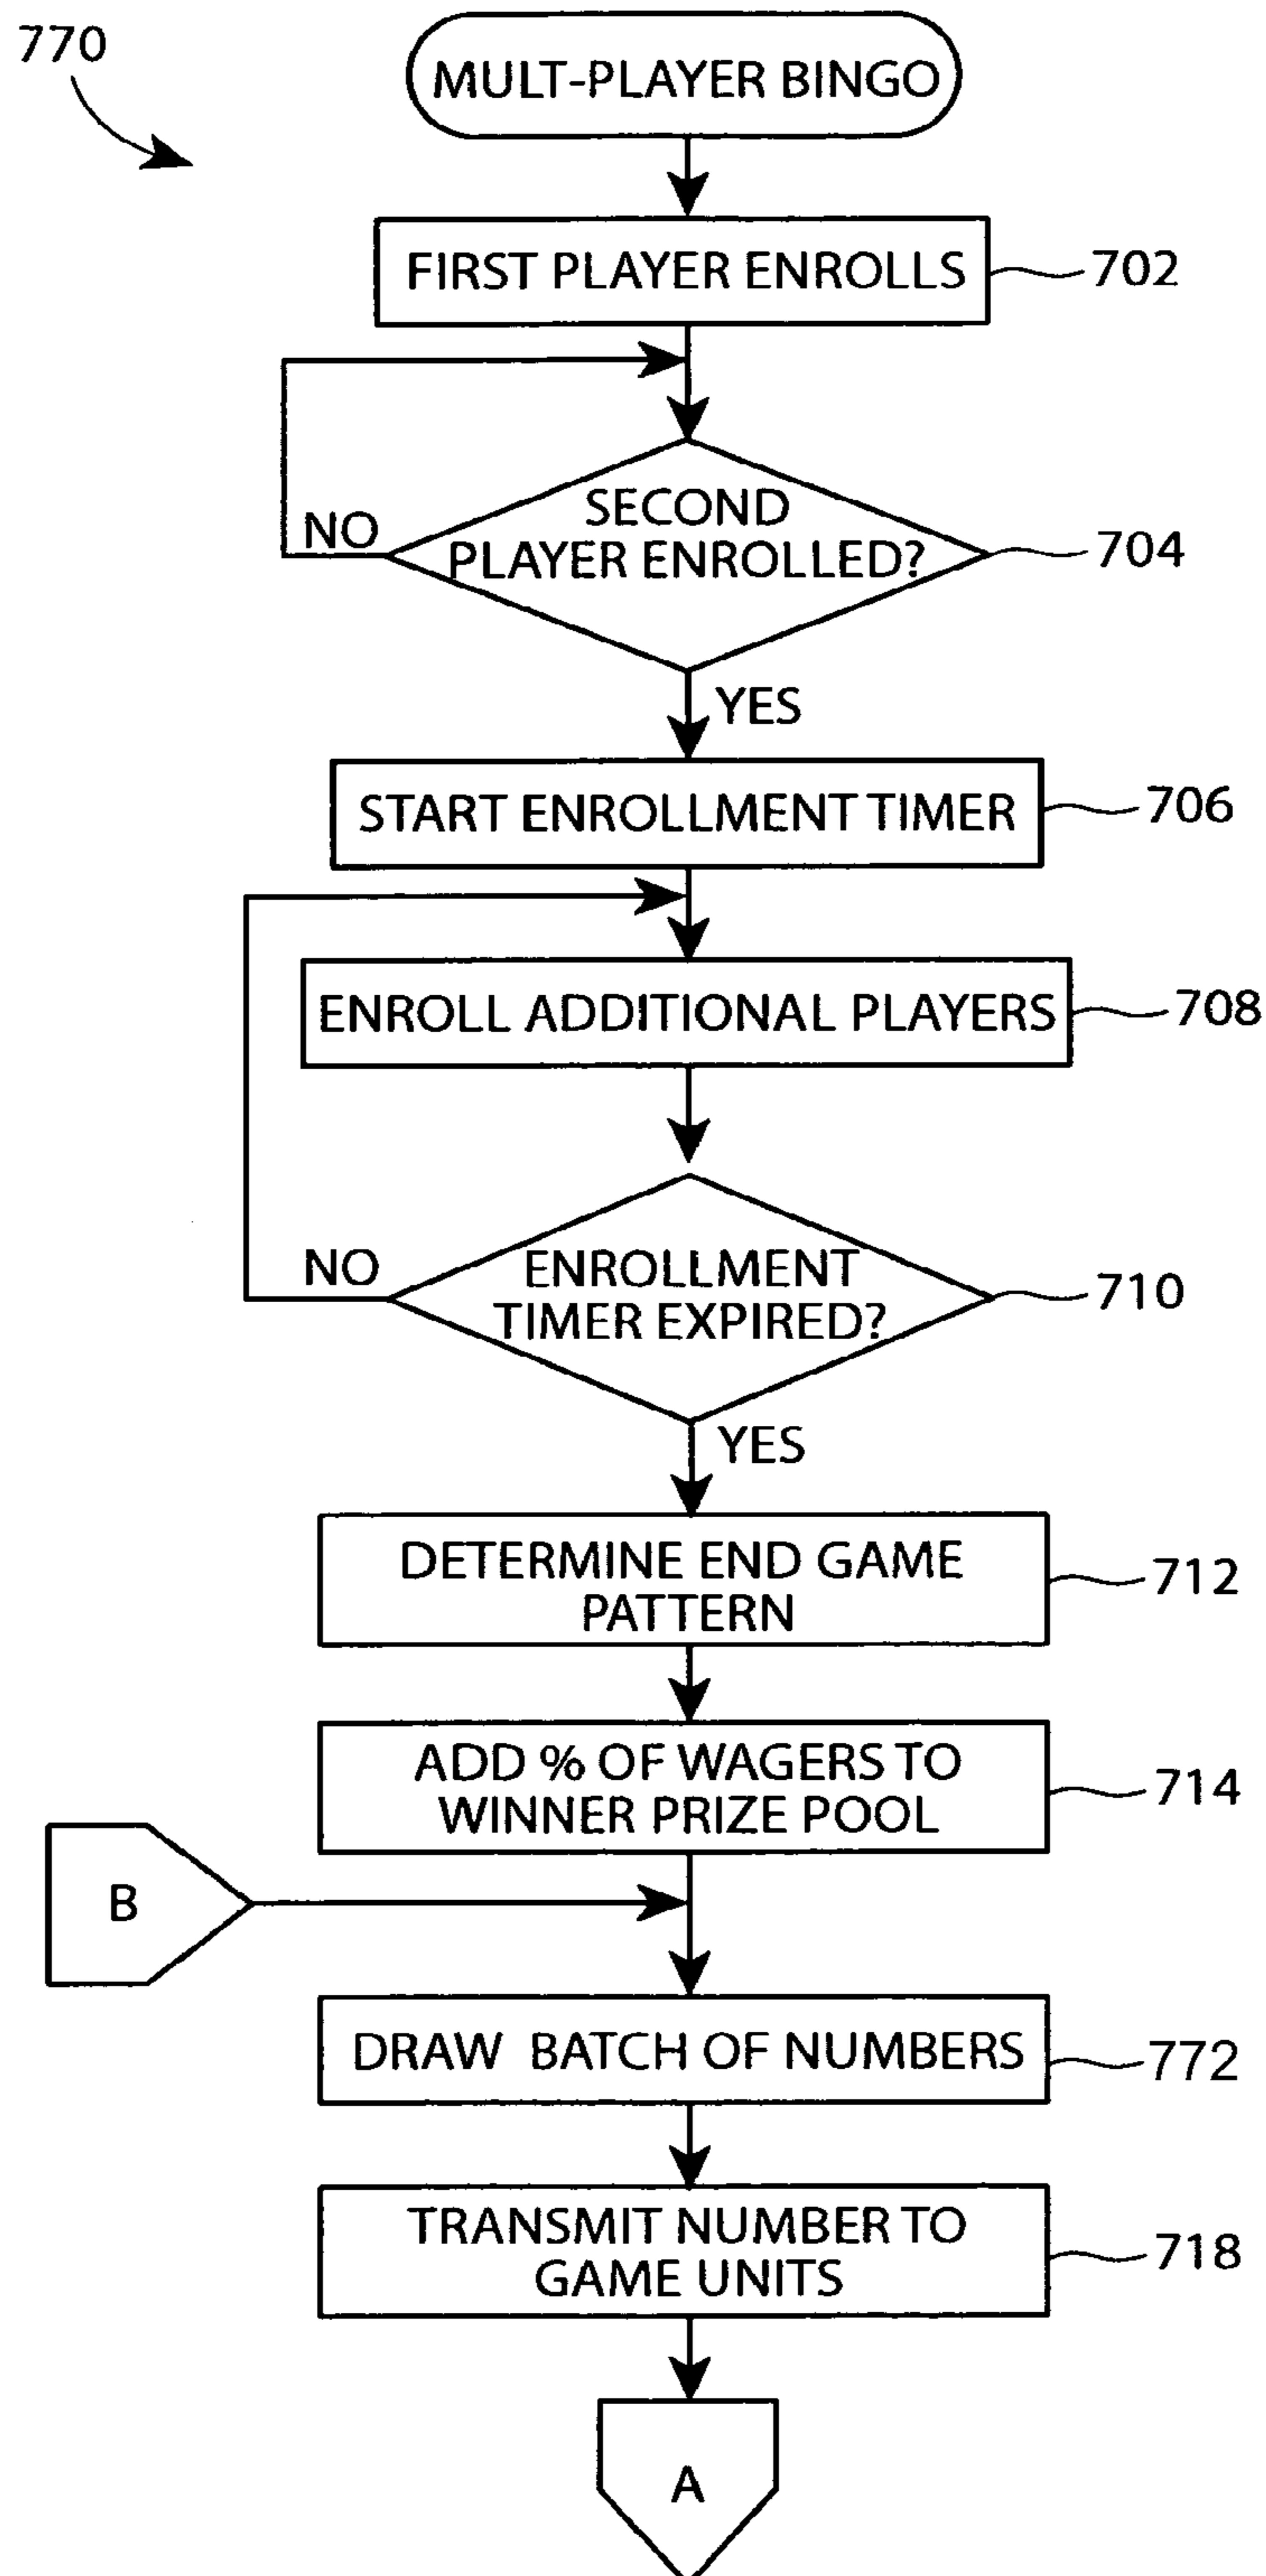 770
MULT-PLAYER BINGO
FIRST PLAYER ENROLLS
702
SECOND
PLAYER ENROLLED?
NO
704
YES
START ENROLLMENT TIMER
706
ENROLL ADDITIONAL PLAYERS
708
ENROLLMENT
TIMER EXPIRED?
NO
710
YES
DETERMINE END GAME
PATTERN
712
ADD % OF WAGERS TO
WINNER PRIZE POOL
714
B
DRAW BATCH OF NUMBERS
772
TRANSMIT NUMBER TO
GAME UNITS
718
A